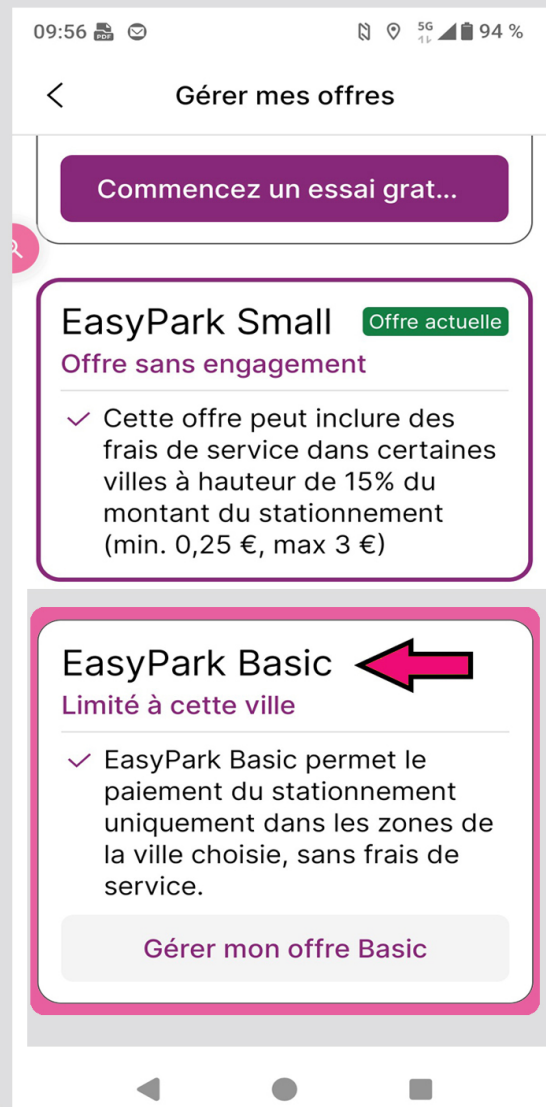 09:56 PDF 5G 94 %
Gérer mes offres
Commencez un essai grat...
EasyPark Small Offre actuelle
Offre sans engagement
Cette offre peut inclure des
frais de service dans certaines
villes à hauteur de 15% du
montant du stationnement
(min. 0,25 €, max 3 €)
EasyPark Basic
Limité à cette ville
EasyPark Basic permet le
paiement du stationnement
uniquement dans les zones de
la ville choisie, sans frais de
service.
Gérer mon offre Basic